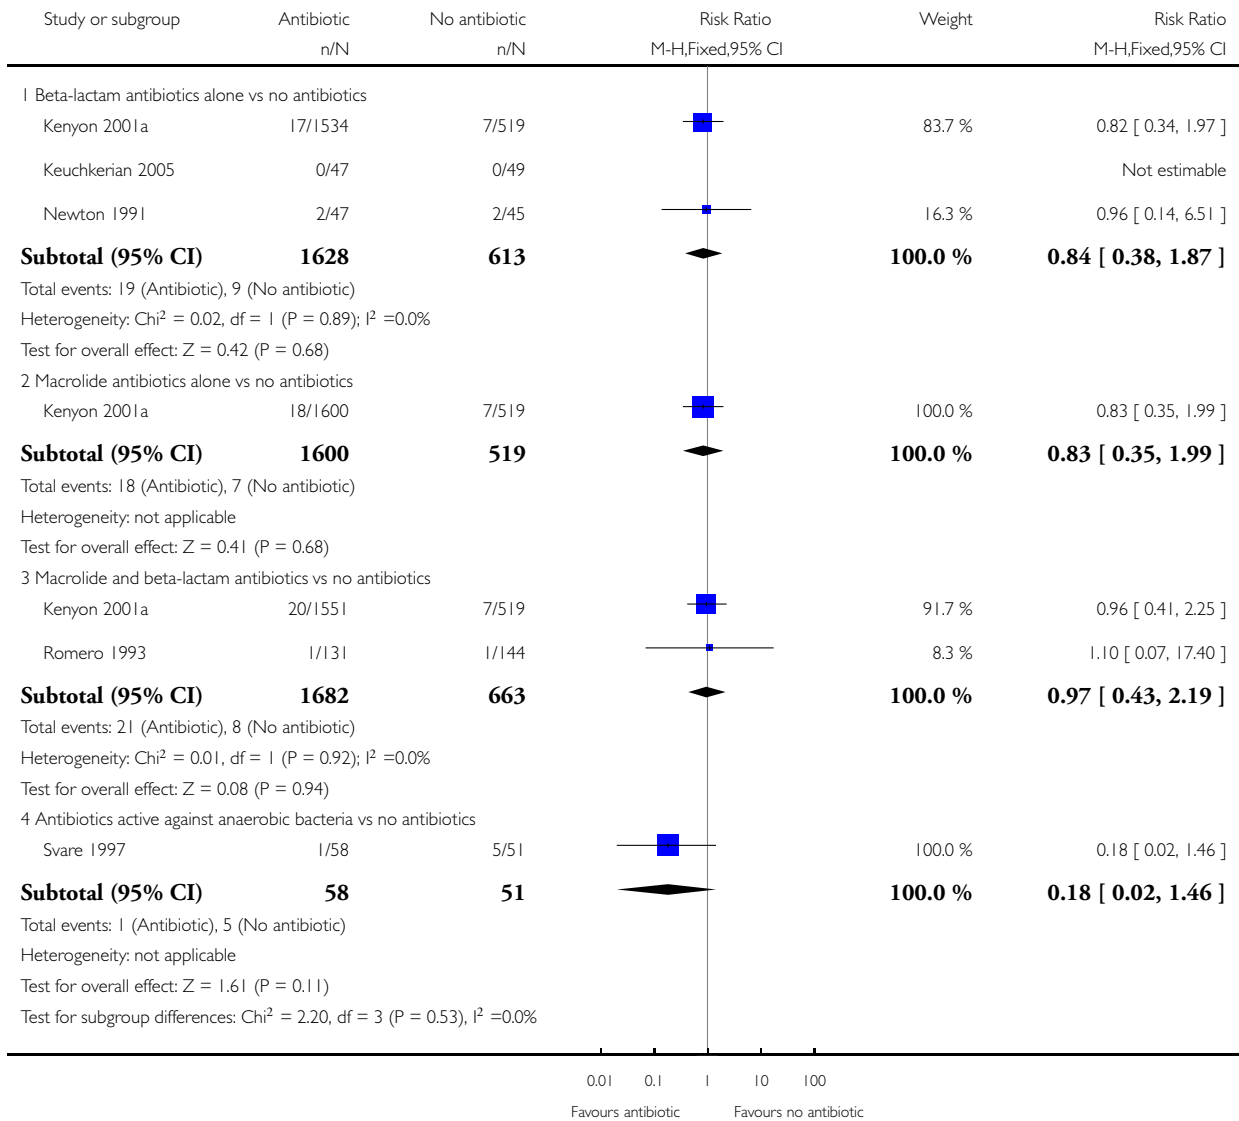 Study or subgroup Antibiotic No antibiotic Risk Ratio Weight Risk Ratio
n/N n/N M-H,Fixed,95% CI M-H,Fixed,95% CI
1 Beta-lactam antibiotics alone vs no antibiotics
Kenyon 2001a 17/1534 7/519 83.7 % 0.82 [ 0.34, 1.97 ]
Keuchkerian 2005 0/47 0/49 Not estimable
Newton 1991 2/47 2/45 16.3 % 0.96 [ 0.14, 6.51 ]
Subtotal (95% CI) 1628 613 100.0 % 0.84 [ 0.38, 1.87 ]
Total events: 19 (Antibiotic), 9 (No antibiotic)
Heterogeneity: Chi² = 0.02, df = 1 (P = 0.89); I² =0.0%
Test for overall effect: Z = 0.42 (P = 0.68)
2 Macrolide antibiotics alone vs no antibiotics
Kenyon 2001a 18/1600 7/519 100.0 % 0.83 [ 0.35, 1.99 ]
Subtotal (95% CI) 1600 519 100.0 % 0.83 [ 0.35, 1.99 ]
Total events: 18 (Antibiotic), 7 (No antibiotic)
Heterogeneity: not applicable
Test for overall effect: Z = 0.41 (P = 0.68)
3 Macrolide and beta-lactam antibiotics vs no antibiotics
Kenyon 2001a 20/1551 7/519 91.7 % 0.96 [ 0.41, 2.25 ]
Romero 1993 1/131 1/144 8.3 % 1.10 [ 0.07, 17.40 ]
Subtotal (95% CI) 1682 663 100.0 % 0.97 [ 0.43, 2.19 ]
Total events: 21 (Antibiotic), 8 (No antibiotic)
Heterogeneity: Chi² = 0.01, df = 1 (P = 0.92); I² =0.0%
Test for overall effect: Z = 0.08 (P = 0.94)
4 Antibiotics active against anaerobic bacteria vs no antibiotics
Svare 1997 1/58 5/51 100.0 % 0.18 [ 0.02, 1.46 ]
Subtotal (95% CI) 58 51 100.0 % 0.18 [ 0.02, 1.46 ]
Total events: 1 (Antibiotic), 5 (No antibiotic)
Heterogeneity: not applicable
Test for overall effect: Z = 1.61 (P = 0.11)
Test for subgroup differences: Chi² = 2.20, df = 3 (P = 0.53), I² =0.0%
0.01 0.1 1 10 100
Favours antibiotic Favours no antibiotic